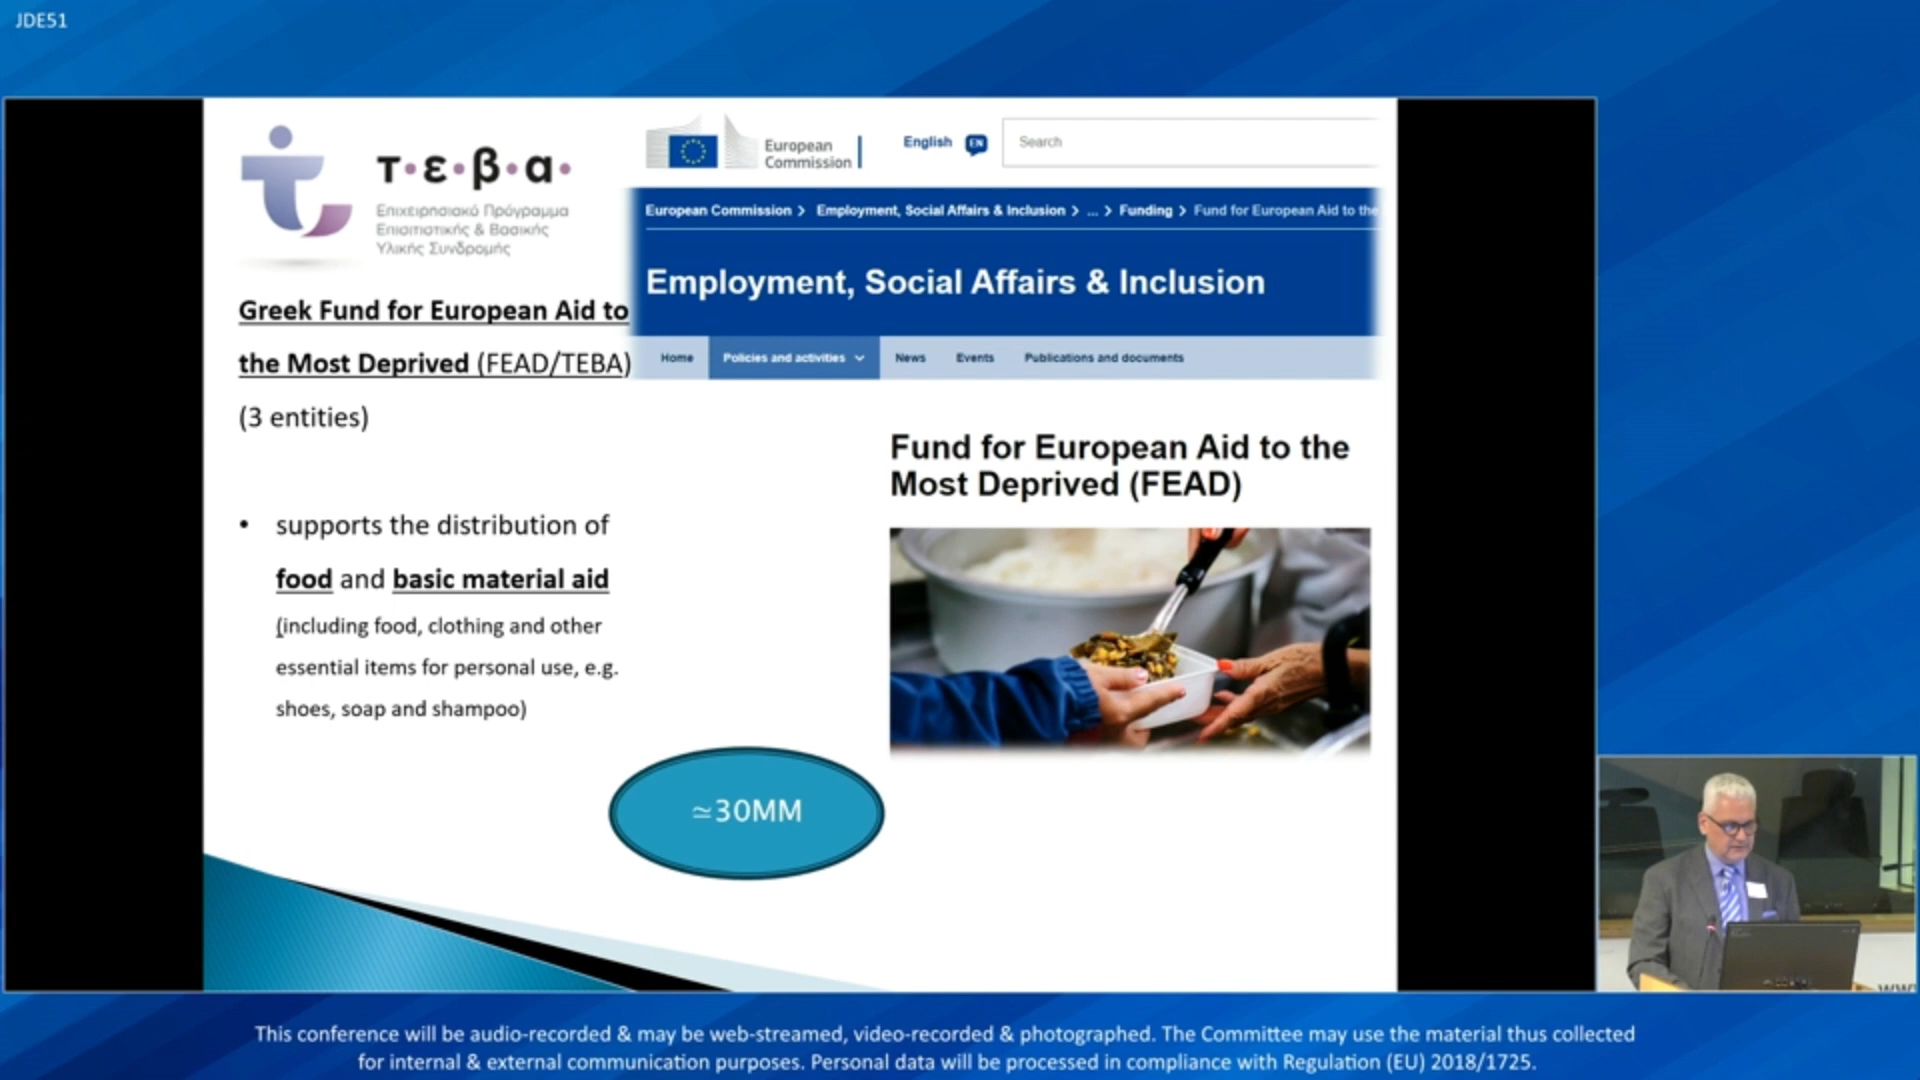 JDE51
τ·ε·β·α·
Επιχειρησιακό Πρόγραμμα
Επισιτιστικής & Βασικής
Υλικής Συνδρομής
Greek Fund for European Aid to
the Most Deprived (FEAD/TEBA)
(3 entities)
• supports the distribution of
food and basic material aid
(including food, clothing and other
essential items for personal use, e.g.
shoes, soap and shampoo)
≃30MM
European
Commission
English EN
Search
European Commission > Employment, Social Affairs & Inclusion > ... > Funding > Fund for European Aid to the
Employment, Social Affairs & Inclusion
Home Policies and activities News Events Publications and documents
Fund for European Aid to the
Most Deprived (FEAD)
This conference will be audio-recorded & may be web-streamed, video-recorded & photographed. The Committee may use the material thus collected
for internal & external communication purposes. Personal data will be processed in compliance with Regulation (EU) 2018/1725.